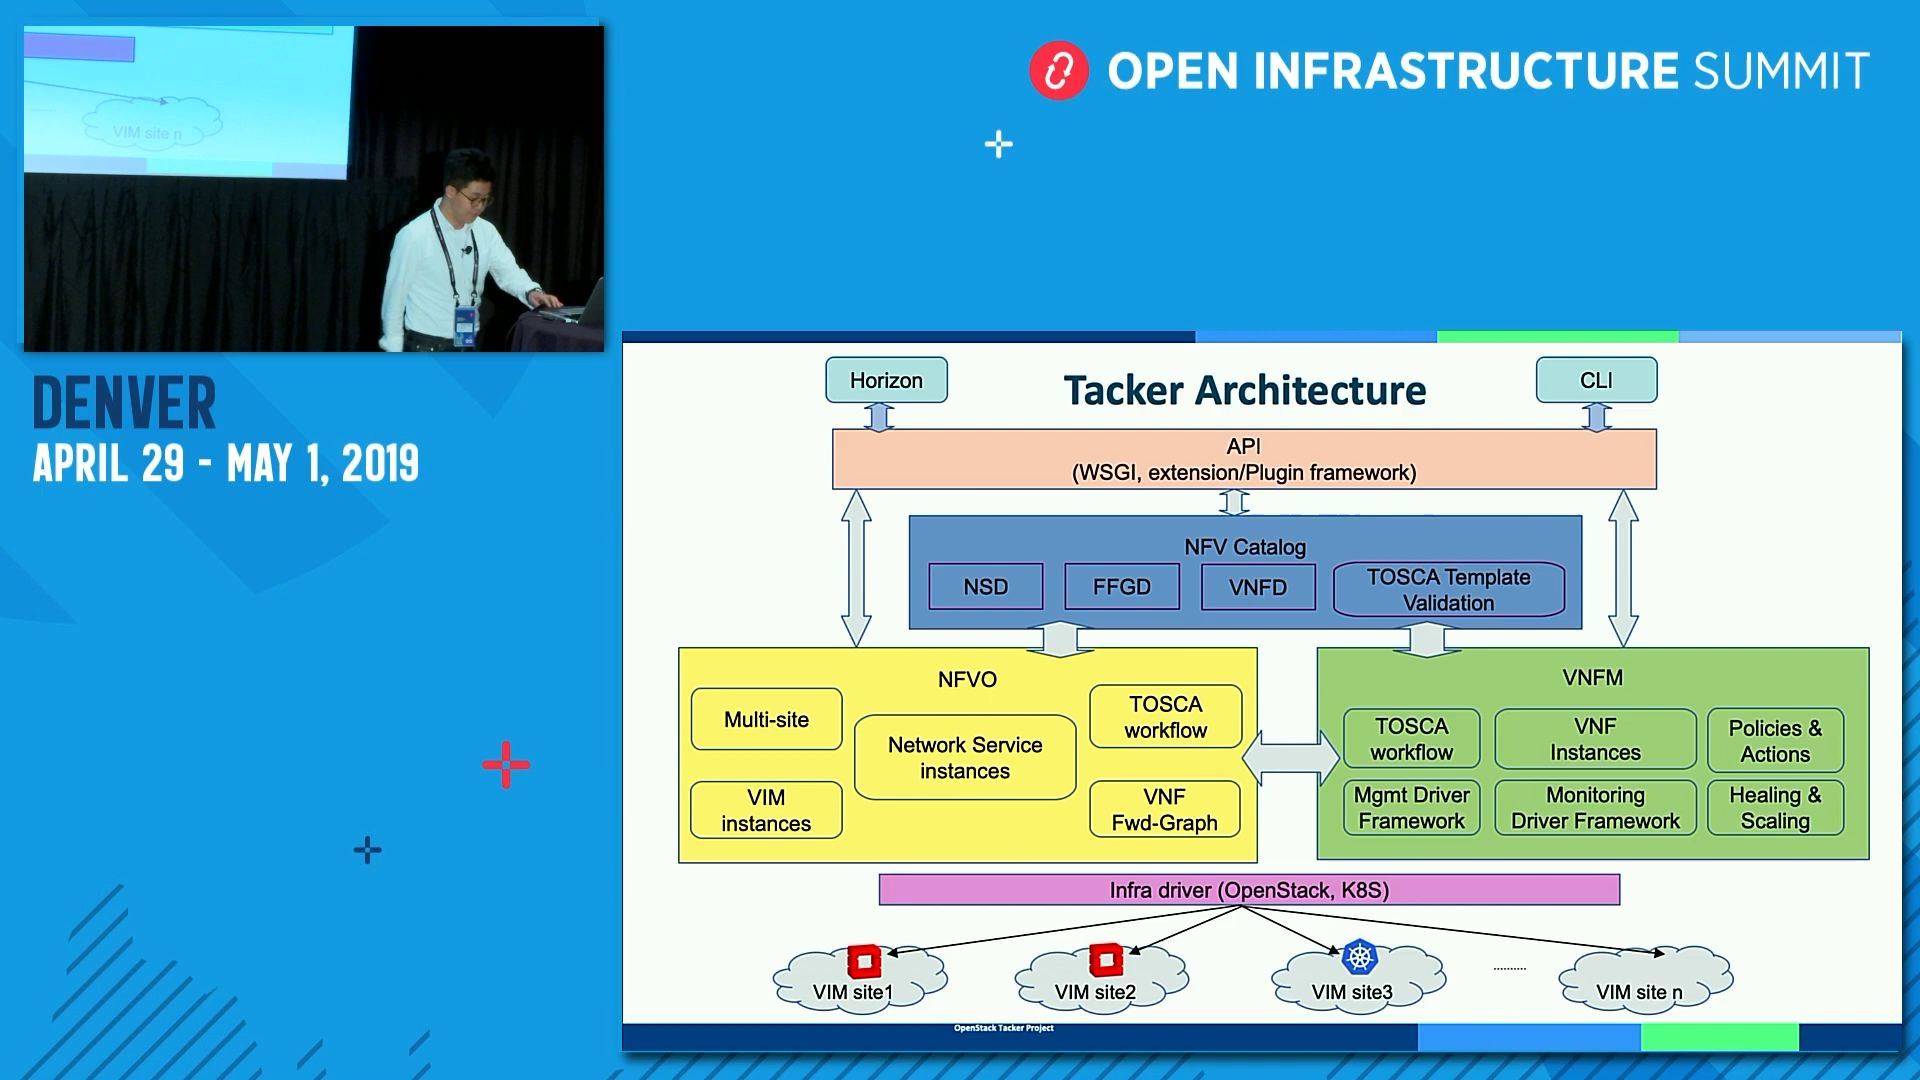 VIM site n
OPEN INFRASTRUCTURE SUMMIT
DENVER
APRIL 29 - MAY 1, 2019
Horizon
Tacker Architecture
CLI
API
(WSGI, extension/Plugin framework)
NFV Catalog
NSD
FFGD
VNFD
TOSCA Template
Validation
NFVO
Multi-site
Network Service
instances
TOSCA
workflow
VIM
instances
VNF
Fwd-Graph
VNFM
TOSCA
workflow
VNF
Instances
Policies &
Actions
Mgmt Driver
Framework
Monitoring
Driver Framework
Healing &
Scaling
Infra driver (OpenStack, K8S)
VIM site1
VIM site2
VIM site3
..........
VIM site n
OpenStack Tacker Project